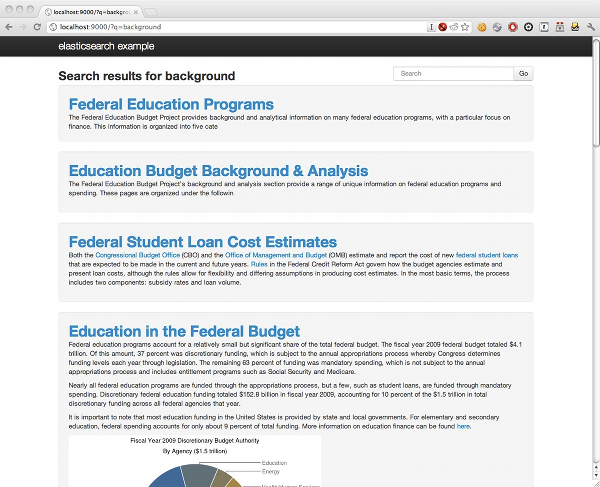 localhost:9000/?q=backgro
localhost:9000/?q=background
elasticsearch example
Search results for background
Search
Go
Federal Education Programs
The Federal Education Budget Project provides background and analytical information on many federal education programs, with a particular focus on
finance. This information is organized into five cate
Education Budget Background & Analysis
The Federal Education Budget Project's background and analysis section provide a range of unique information on federal education programs and
spending. These pages are organized under the followin
Federal Student Loan Cost Estimates
Both the Congressional Budget Office (CBO) and the Office of Management and Budget (OMB) estimate and report the cost of new federal student loans
that are expected to be made in the current and future years. Rules in the Federal Credit Reform Act govern how the budget agencies estimate and
present loan costs, although the rules allow for flexibility and differing assumptions in producing cost estimates. In the most basic terms, the process
includes two components: subsidy rates and loan volume.
Education in the Federal Budget
Federal education programs account for a relatively small but significant share of the total federal budget. The fiscal year 2009 federal budget totaled $4.1
trillion. Of this amount, 37 percent was discretionary funding, which is subject to the annual appropriations process whereby Congress determines
funding levels each year through legislation. The remaining 63 percent of funding was mandatory spending, which is not subject to the annual
appropriations process and includes entitlement programs such as Social Security and Medicare.
Nearly all federal education programs are funded through the appropriations process, but a few, such as student loans, are funded through mandatory
spending. Discretionary federal education funding totaled $152.8 billion in fiscal year 2009, accounting for 10 percent of the $1.5 trillion in total
discretionary funding across all federal agencies that year.
It is important to note that most education funding in the United States is provided by state and local governments. For elementary and secondary
education, federal spending accounts for only about 9 percent of total funding. More information on education finance can be found here.
Fiscal Year 2009 Discretionary Budget Authority
By Agency ($1.5 trillion)
Education
Energy